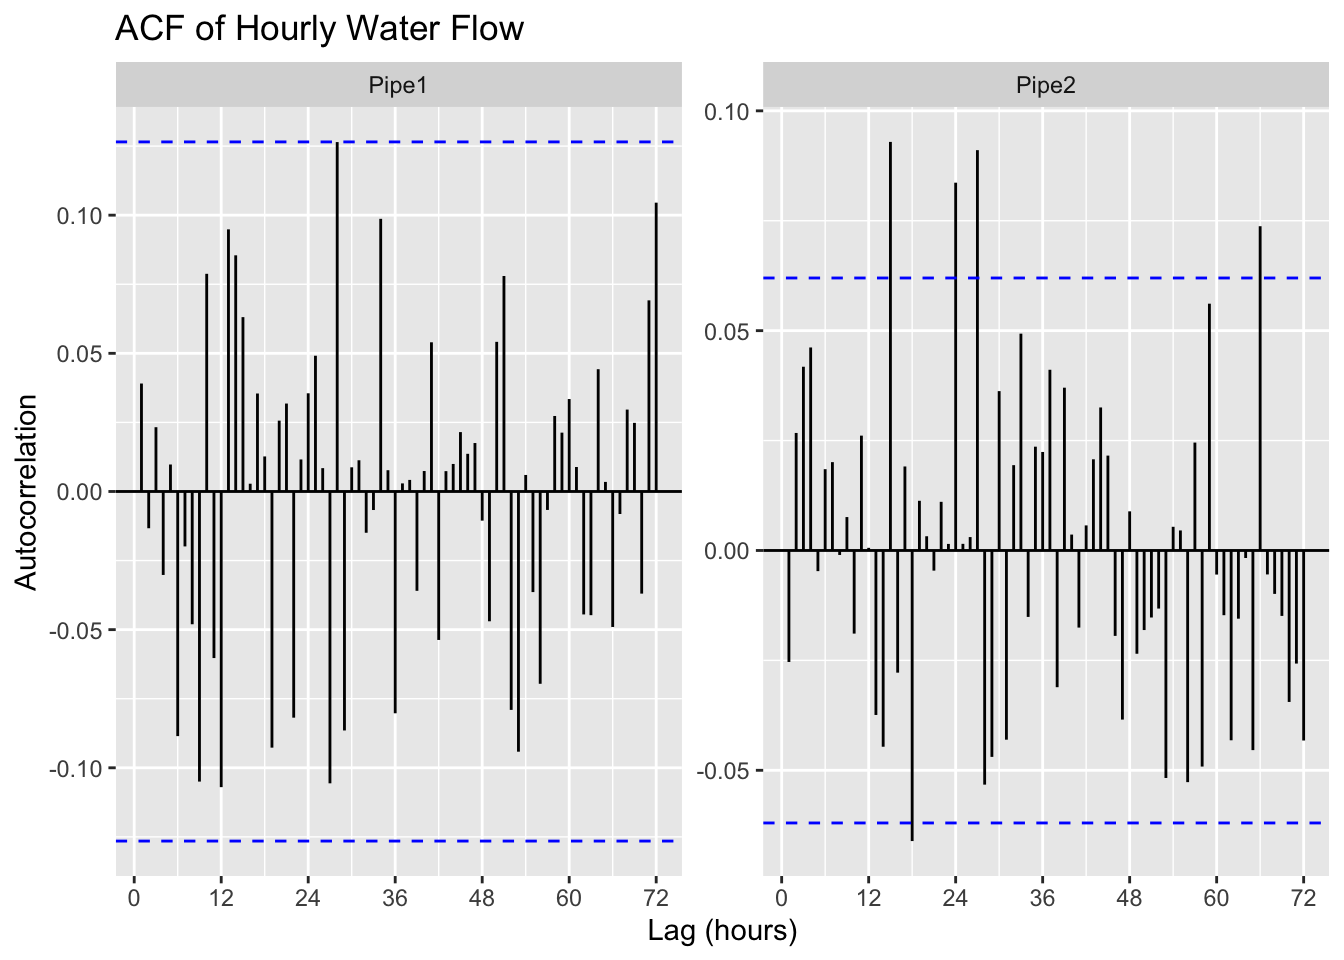 ACF of Hourly Water Flow
Pipe1
Pipe2
Autocorrelation
0.10
0.05
0.00
-0.05
-0.10
0.10
0.05
0.00
-0.05
0 12 24 36 48 60 72
0 12 24 36 48 60 72
Lag (hours)